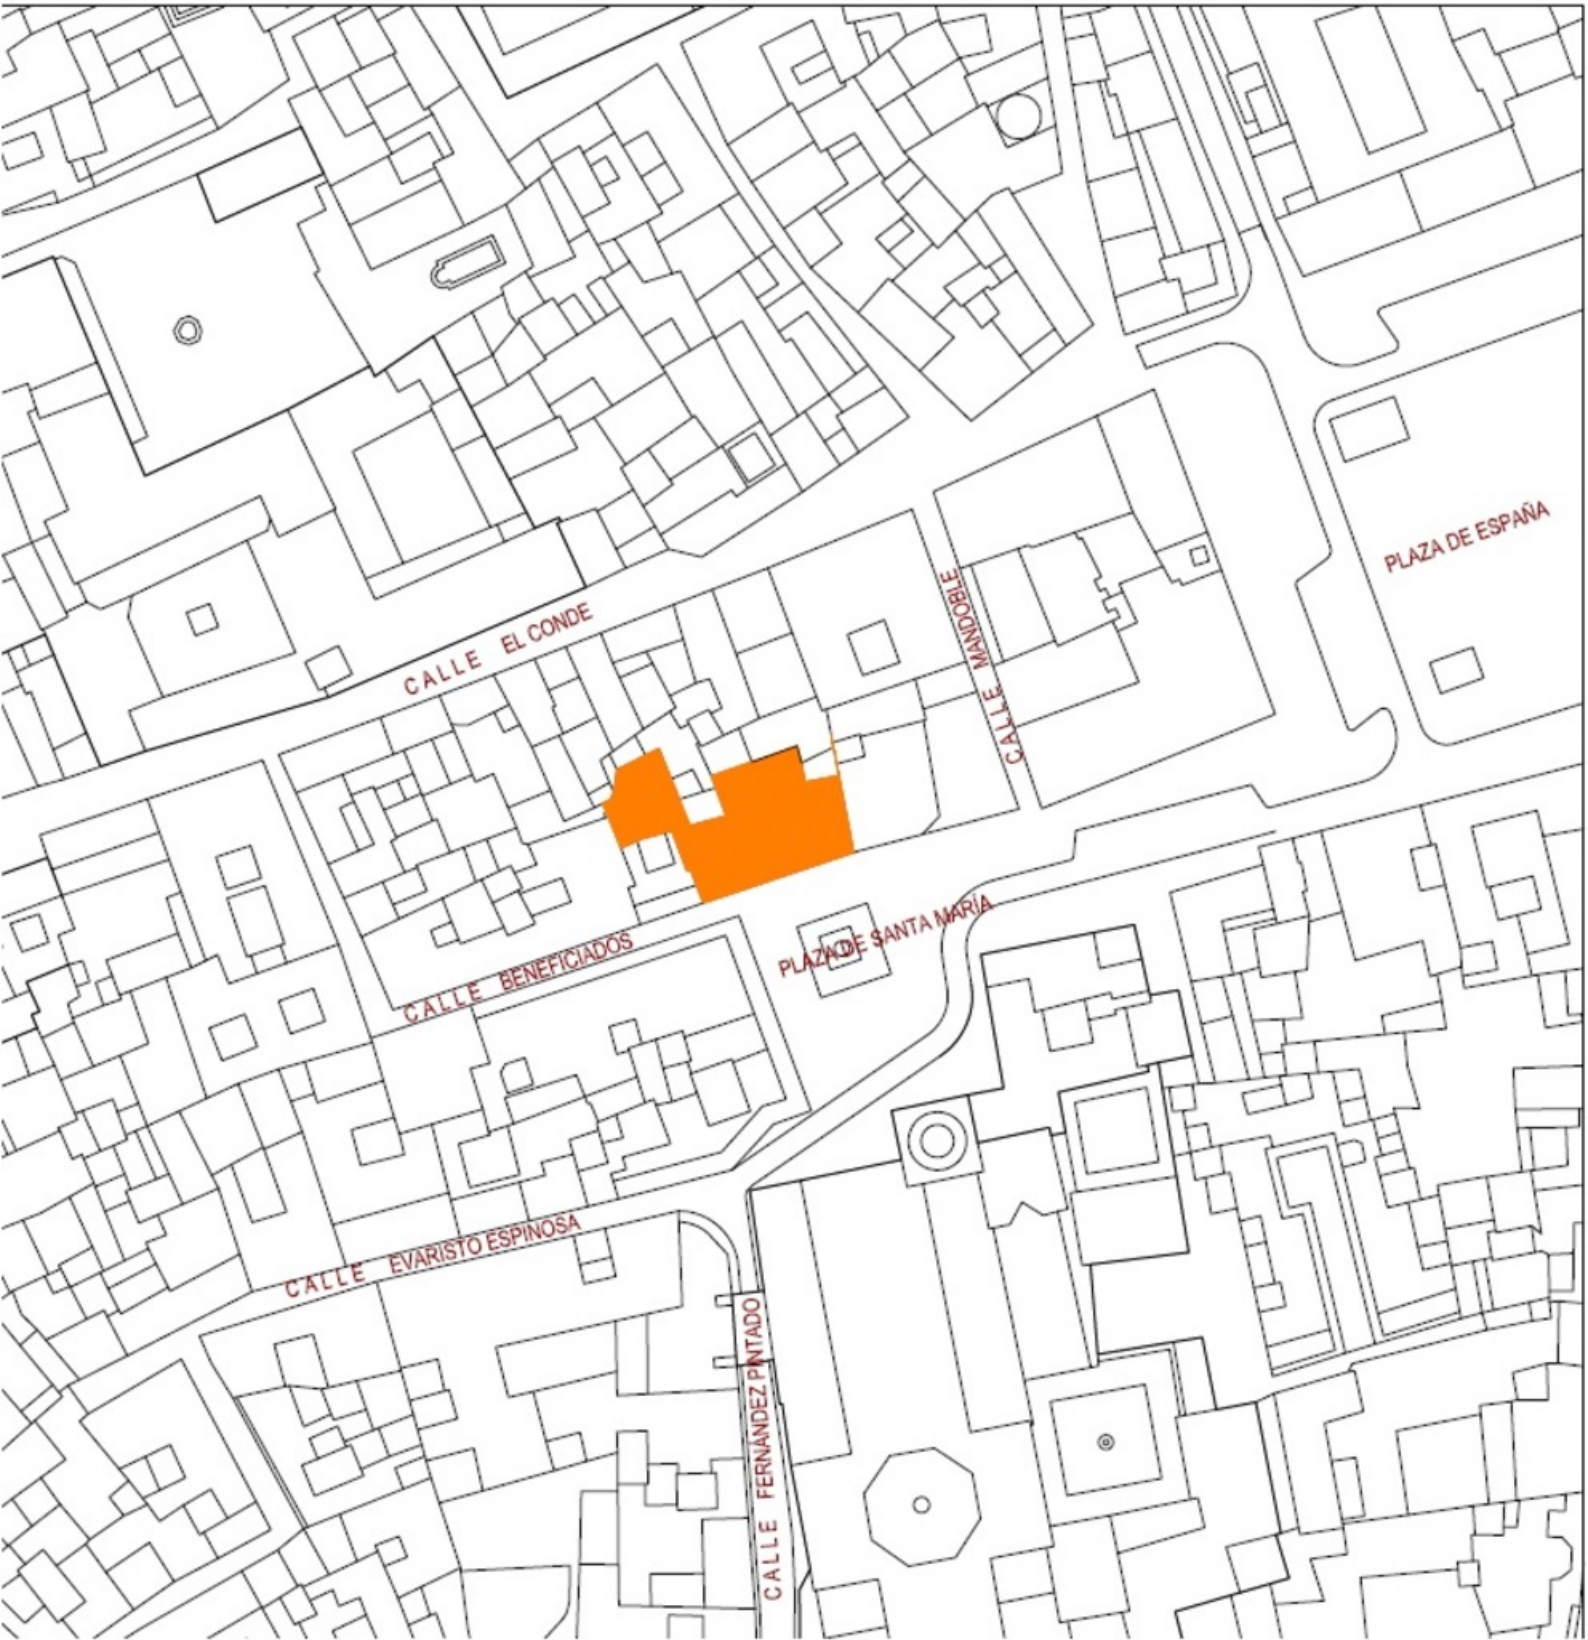 PLAZA DE ESPAÑA
CALLE EL CONDE
CALLE MANDOBLE
PLAZA DE SANTA MARÍA
CALLE BENEFICIADOS
CALLE EVARISTO ESPINOSA
CALLE FERNÁNDEZ PINTADO